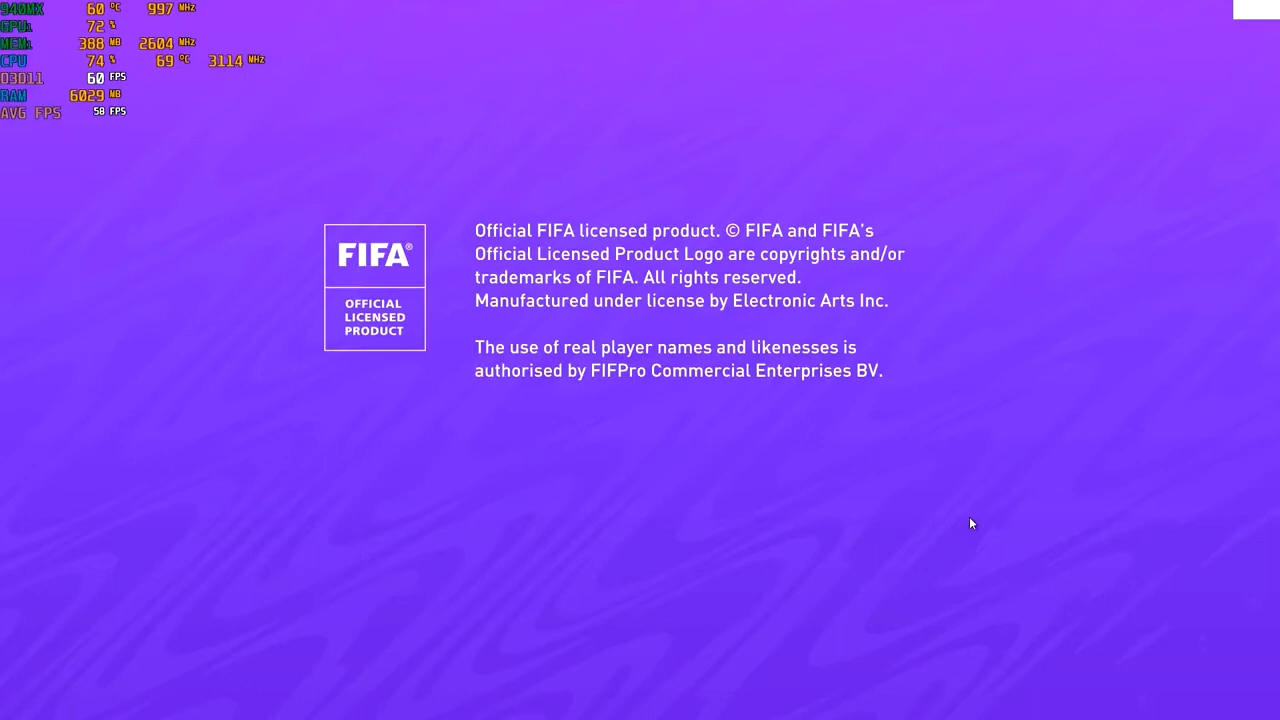 940MX 60 °C 997 MHz
GPU1 72 %
MEM1 388 MB 2604 MHz
CPU 74 % 69 °C 3114 MHz
D3D11 60 FPS
RAM 6029 MB
AVG FPS 58 FPS
FIFA®
OFFICIAL
LICENSED
PRODUCT
Official FIFA licensed product. © FIFA and FIFA's
Official Licensed Product Logo are copyrights and/or
trademarks of FIFA. All rights reserved.
Manufactured under license by Electronic Arts Inc.
The use of real player names and likenesses is
authorised by FIFPro Commercial Enterprises BV.